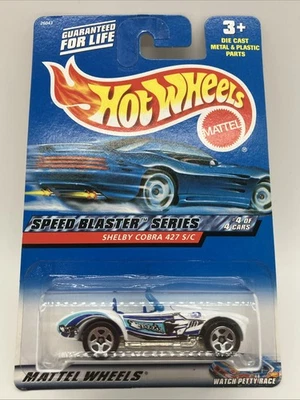 GUARANTEED
FOR LIFE
3+
DIE CAST
METAL & PLASTIC
PARTS
HOT WHEELS
MATTEL
SPEED BLASTER™ SERIES
4 of
4 CARS
SHELBY COBRA 427 S/C
MATTEL WHEELS
WATCH PETTY RACE